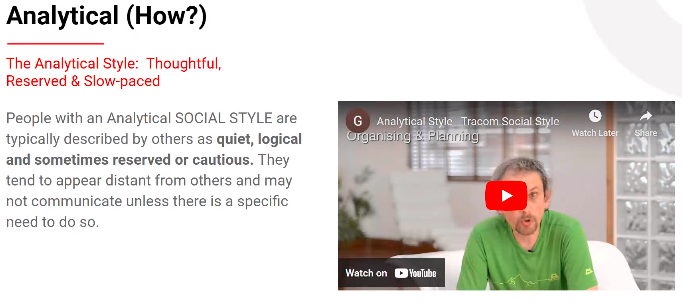 Analytical (How?)
The Analytical Style:  Thoughtful,
Reserved & Slow-paced
People with an Analytical SOCIAL STYLE are
typically described by others as quiet, logical
and sometimes reserved or cautious. They
tend to appear distant from others and may
not communicate unless there is a specific
need to do so.
G
Analytical Style - Tracom Social Style
Watch Later
Share
Organising & Planning
Watch on YouTube